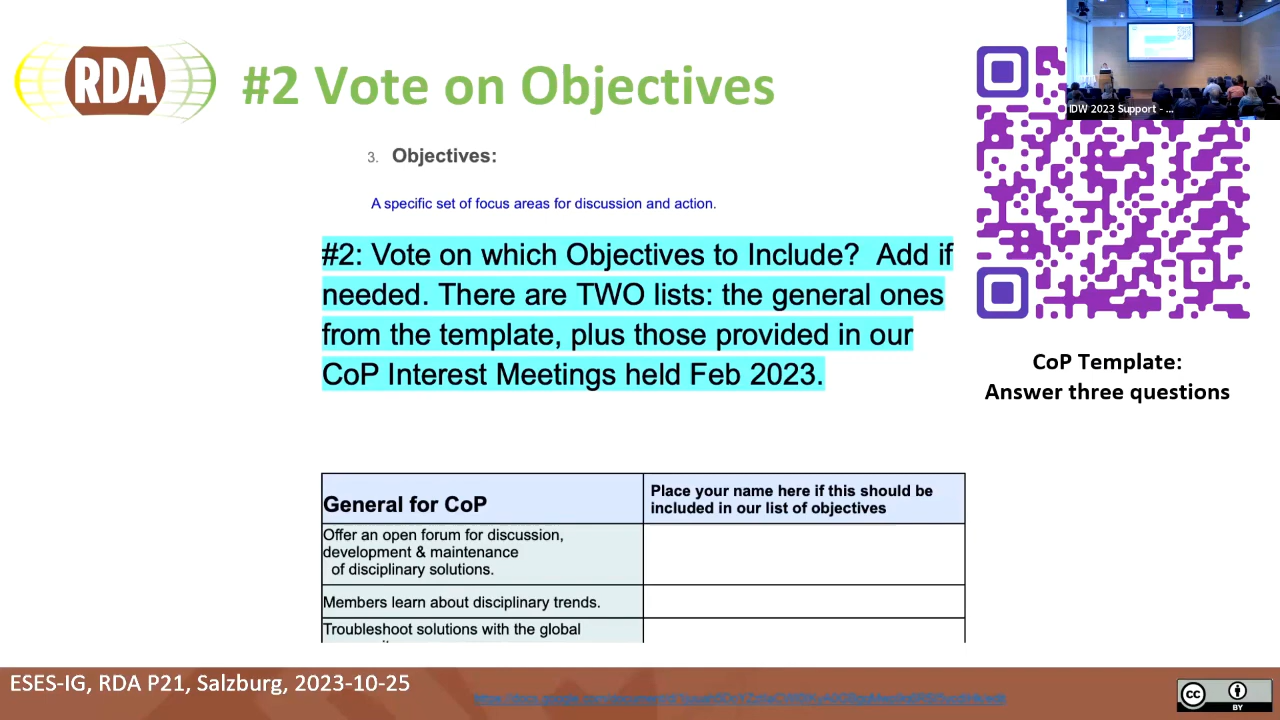 RDA
#2 Vote on Objectives
IDW 2023 Support - ...
3. Objectives:
A specific set of focus areas for discussion and action.
#2: Vote on which Objectives to Include? Add if
needed. There are TWO lists: the general ones
from the template, plus those provided in our
CoP Interest Meetings held Feb 2023.
CoP Template:
Answer three questions
General for CoP
Place your name here if this should be
included in our list of objectives
Offer an open forum for discussion,
development & maintenance
of disciplinary solutions.
Members learn about disciplinary trends.
Troubleshoot solutions with the global
ESES-IG, RDA P21, Salzburg, 2023-10-25
cc
BY